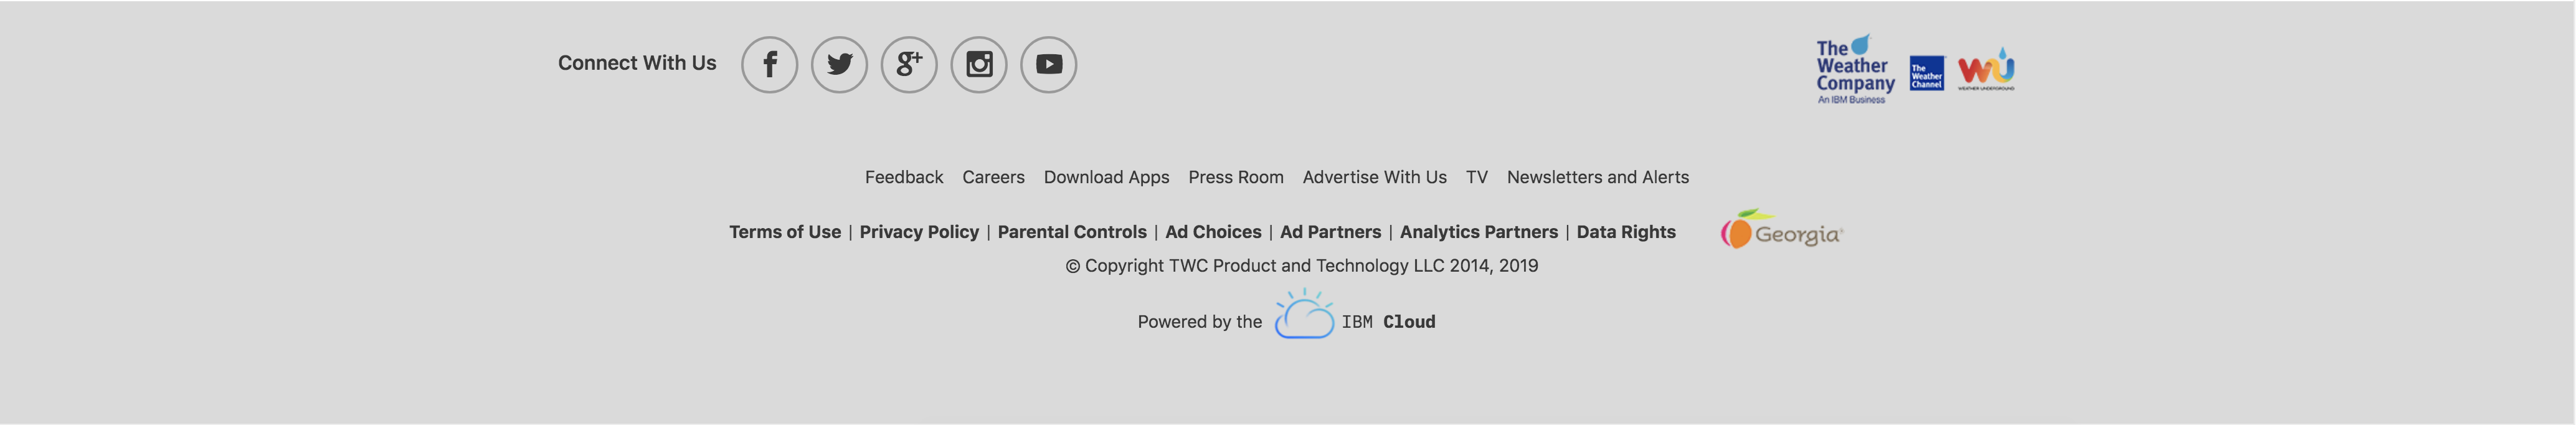 Connect With Us
The Weather Company
An IBM Business
The Weather Channel
WU
WEATHER UNDERGROUND
Feedback Careers Download Apps Press Room Advertise With Us TV Newsletters and Alerts
Terms of Use | Privacy Policy | Parental Controls | Ad Choices | Ad Partners | Analytics Partners | Data Rights
Georgia
© Copyright TWC Product and Technology LLC 2014, 2019
Powered by the IBM Cloud